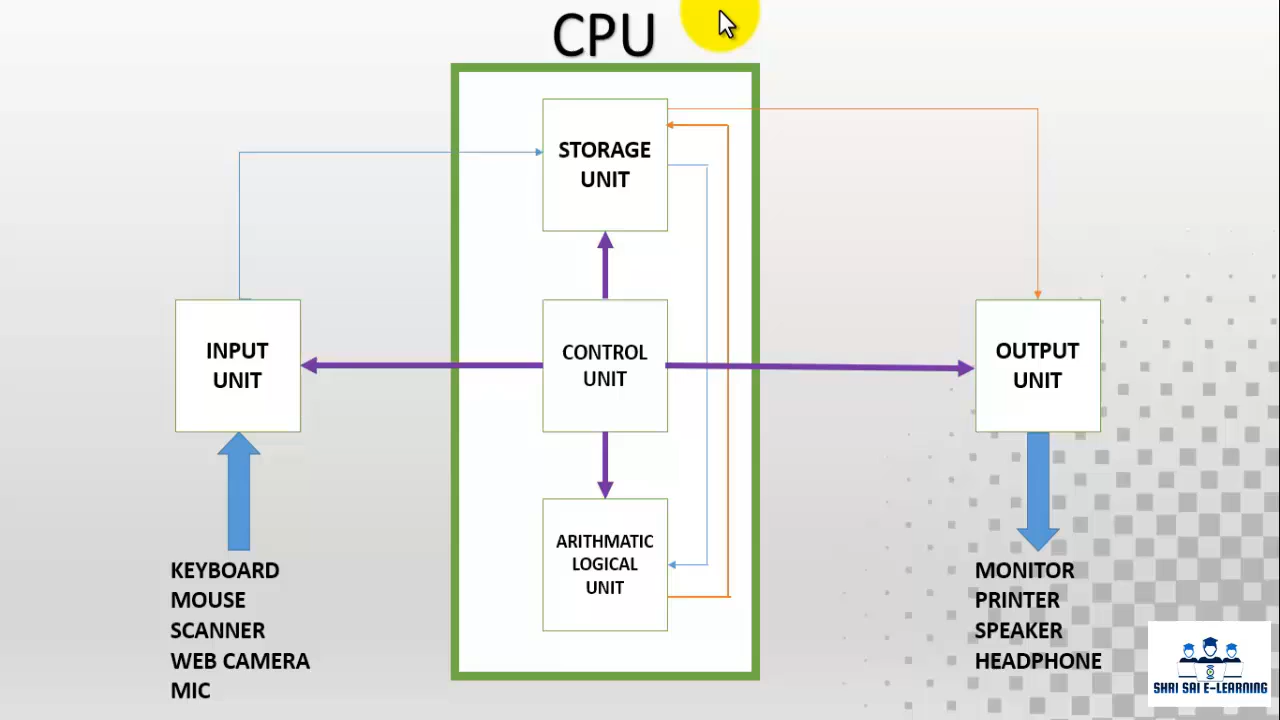 CPU
STORAGE
UNIT
INPUT
UNIT
CONTROL
UNIT
OUTPUT
UNIT
ARITHMATIC
LOGICAL
UNIT
KEYBOARD
MOUSE
SCANNER
WEB CAMERA
MIC
MONITOR
PRINTER
SPEAKER
HEADPHONE
SHRI SAI E-LEARNING